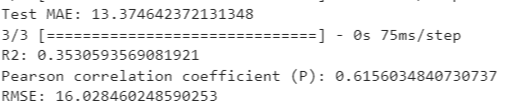 Test MAE: 13.374642372131348
3/3 [==============================] - 0s 75ms/step
R2: 0.3530593569081921
Pearson correlation coefficient (P): 0.6156034840730737
RMSE: 16.028460248590253